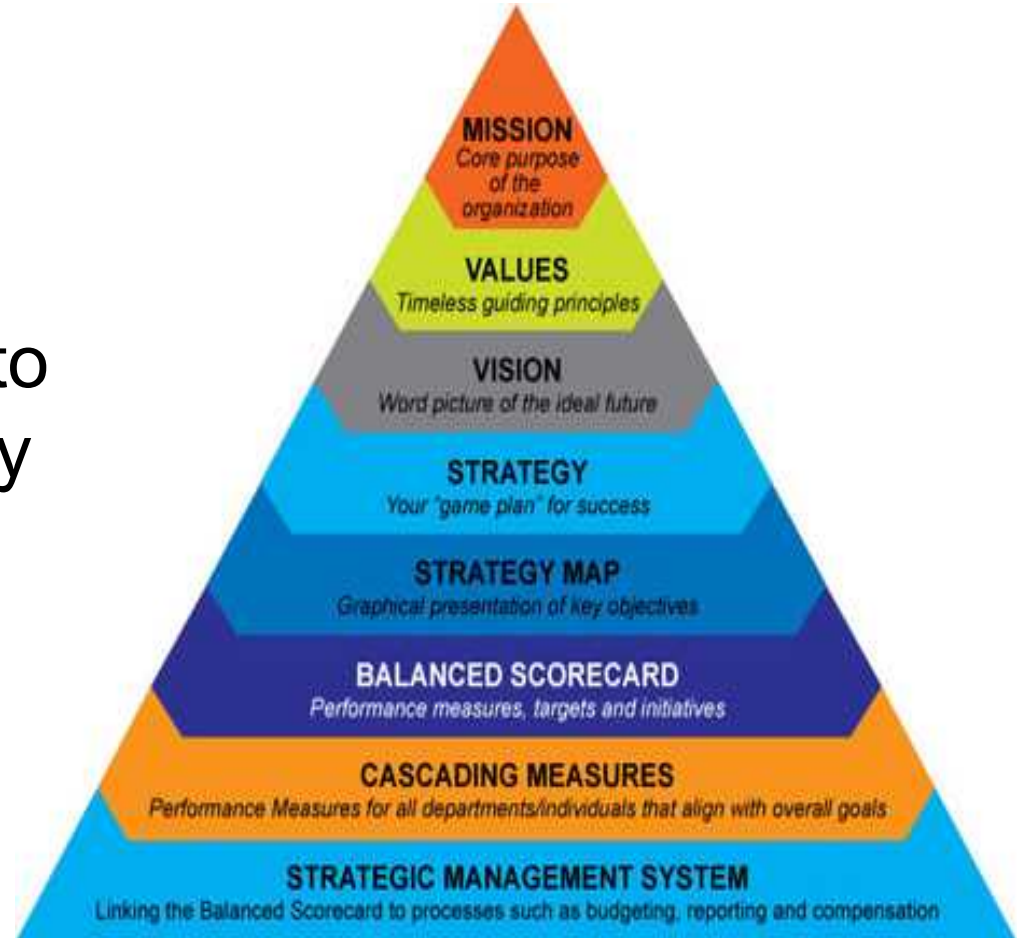 MISSION
Core purpose
of the
organization
VALUES
Timeless guiding principles
to
y
VISION
Word picture of the ideal future
STRATEGY
Your "game plan" for success
STRATEGY MAP
Graphical presentation of key objectives
BALANCED SCORECARD
Performance measures, targets and initiatives
CASCADING MEASURES
Performance Measures for all departments/individuals that align with overall goals
STRATEGIC MANAGEMENT SYSTEM
Linking the Balanced Scorecard to processes such as budgeting, reporting and compensation